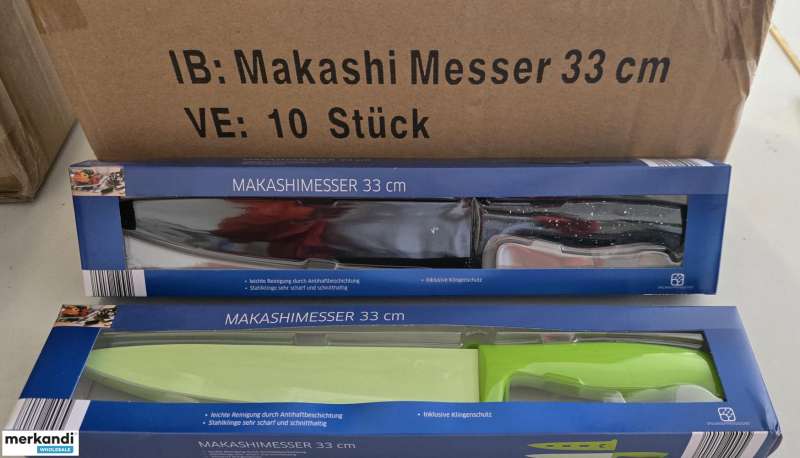 IB: Makashi Messer 33 cm
VE: 10 Stück
MAKASHIMESSER 33 cm
• leichte Reinigung durch Antihaftbeschichtung
• Stahlklinge sehr scharf und schnitthaltig
• Inklusive Klingenschutz
MAKASHIMESSER 33 cm
• leichte Reinigung durch Antihaftbeschichtung
• Stahlklinge sehr scharf und schnitthaltig
• Inklusive Klingenschutz
MAKASHIMESSER 33 cm
merkandi
WHOLESALE